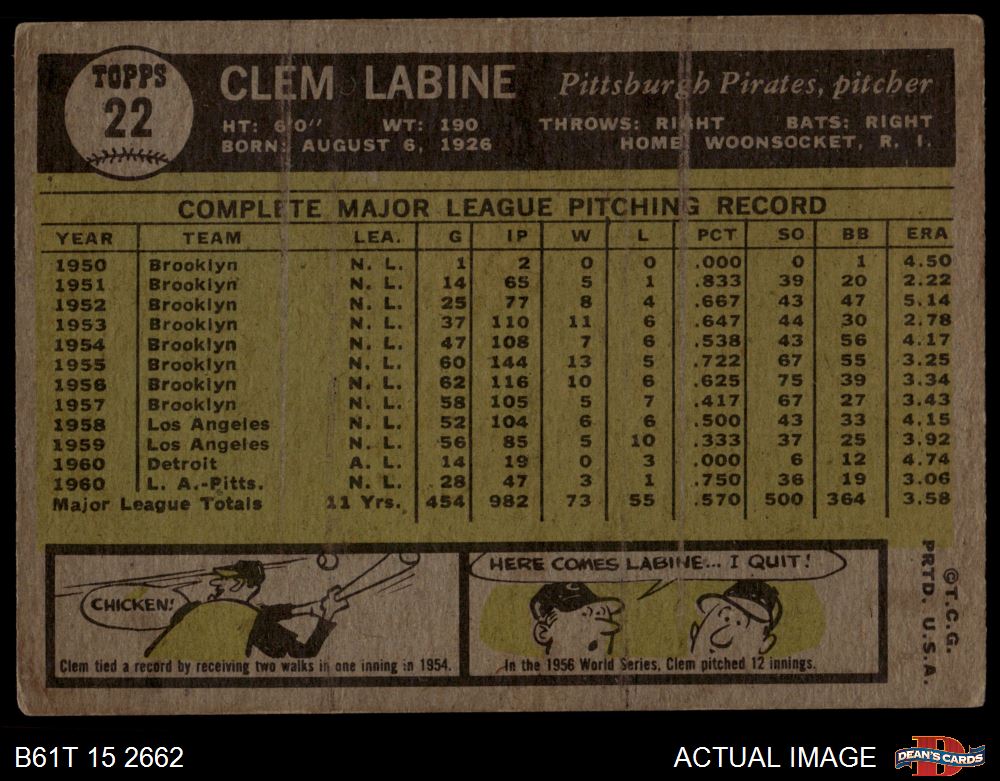 TOPPS
22
CLEM LABINE Pittsburgh Pirates, pitcher
HT: 6'0" WT: 190 THROWS: RIGHT BATS: RIGHT
BORN: AUGUST 6, 1926 HOME WOONSOCKET, R. I.
COMPLETE MAJOR LEAGUE PITCHING RECORD
YEAR TEAM LEA. G IP W L PCT SO BB ERA
1950 Brooklyn N. L. 1 2 0 0 .000 0 1 4.50
1951 Brooklyn N. L. 14 65 5 1 .833 39 20 2.22
1952 Brooklyn N. L. 25 77 8 4 .667 43 47 5.14
1953 Brooklyn N. L. 37 110 11 6 .647 44 30 2.78
1954 Brooklyn N. L. 47 108 7 6 .538 43 56 4.17
1955 Brooklyn N. L. 60 144 13 5 .722 67 55 3.25
1956 Brooklyn N. L. 62 116 10 6 .625 75 39 3.34
1957 Brooklyn N. L. 58 105 5 7 .417 67 27 3.43
1958 Los Angeles N. L. 52 104 6 6 .500 43 33 4.15
1959 Los Angeles N. L. 56 85 5 10 .333 37 25 3.92
1960 Detroit A. L. 14 19 0 3 .000 6 12 4.74
1960 L. A.-Pitts. N. L. 28 47 3 1 .750 36 19 3.06
Major League Totals 11 Yrs. 454 982 73 55 .570 500 364 3.58
CHICKEN!
Clem tied a record by receiving two walks in one inning in 1954.
HERE COMES LABINE... I QUIT!
In the 1956 World Series, Clem pitched 12 innings.
©T.C.G.
PRTD. U.S.A.
B61T 15 2662
ACTUAL IMAGE
D
DEAN'S CARDS